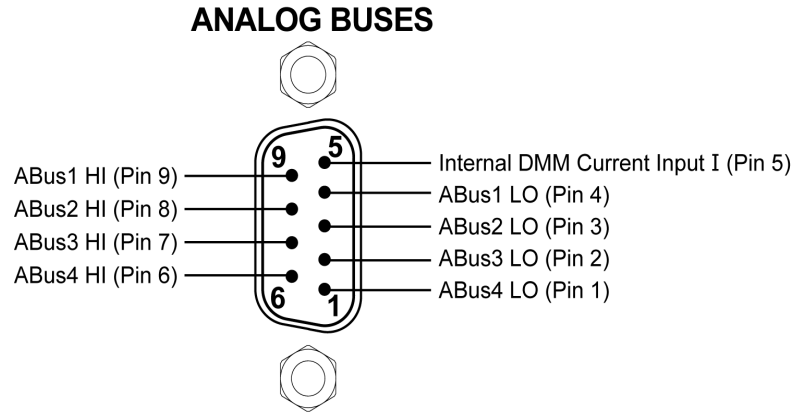 ANALOG BUSES
9
5
ABus1 HI (Pin 9)
ABus2 HI (Pin 8)
ABus3 HI (Pin 7)
ABus4 HI (Pin 6)
Internal DMM Current Input I (Pin 5)
ABus1 LO (Pin 4)
ABus2 LO (Pin 3)
ABus3 LO (Pin 2)
ABus4 LO (Pin 1)
6
1